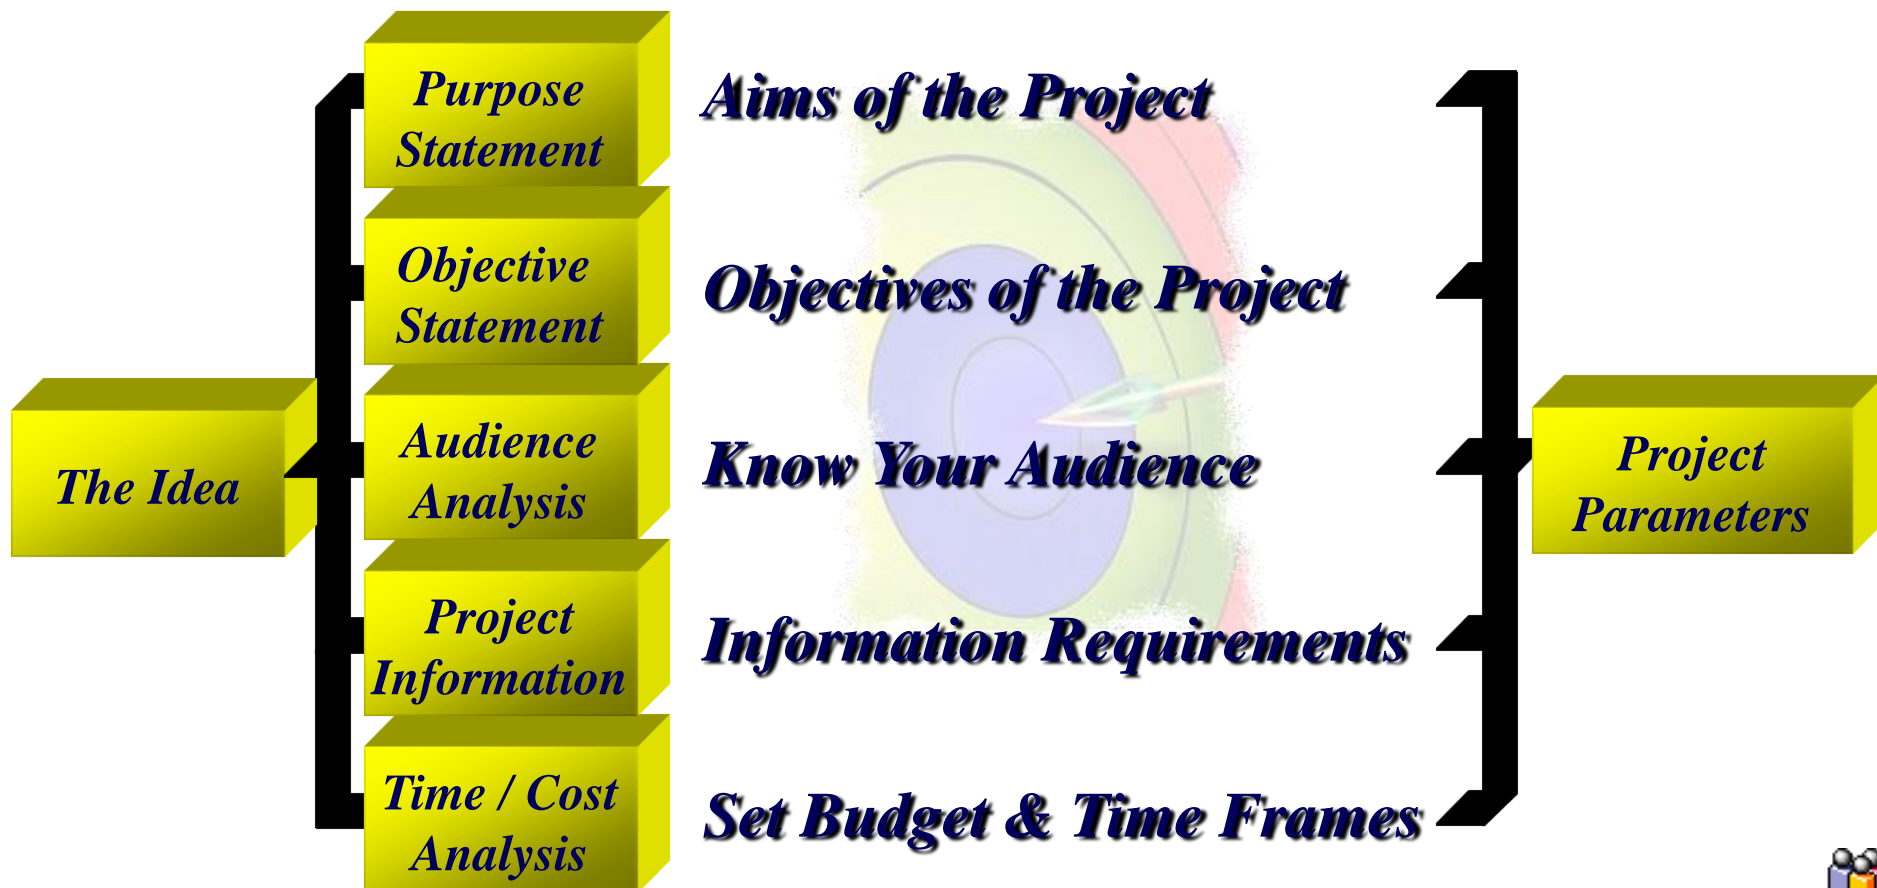 The Idea
Purpose
Statement
Aims of the Project
Objective
Statement
Objectives of the Project
Audience
Analysis
Know Your Audience
Project
Information
Information Requirements
Time / Cost
Analysis
Set Budget & Time Frames
Project
Parameters